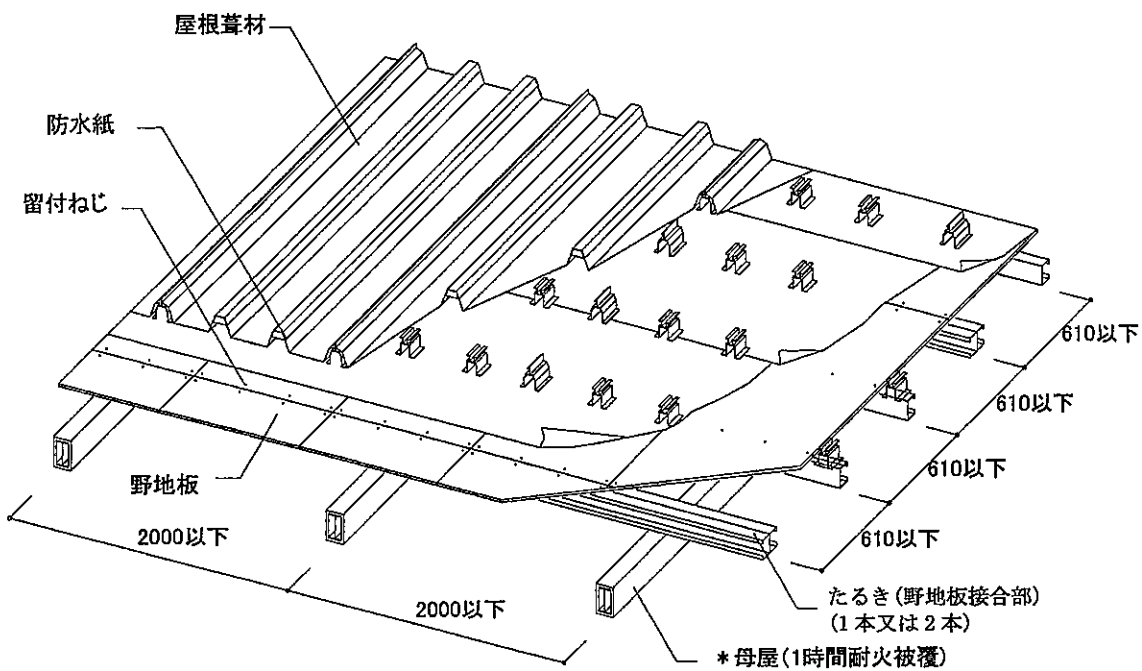 屋根葺材
防水紙
留付ねじ
野地板
2000以下
2000以下
610以下
610以下
610以下
610以下
たるき(野地板接合部)
(1本又は2本)
*母屋(1時間耐火被覆)